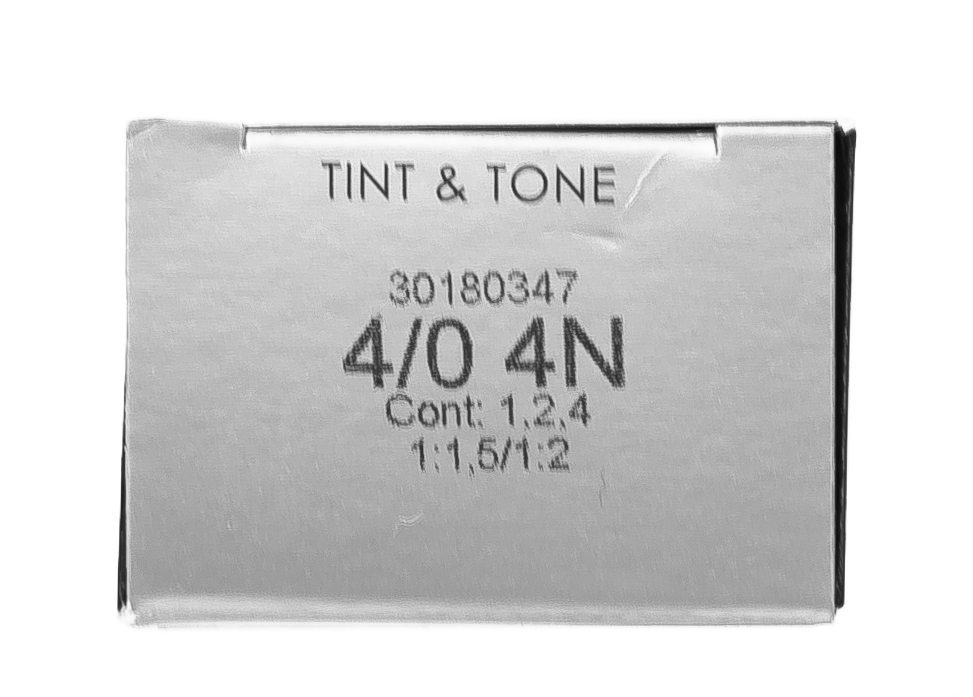 TINT & TONE
30180347
4/0 4N
Cont: 1,2,4
1:1,5/1:2